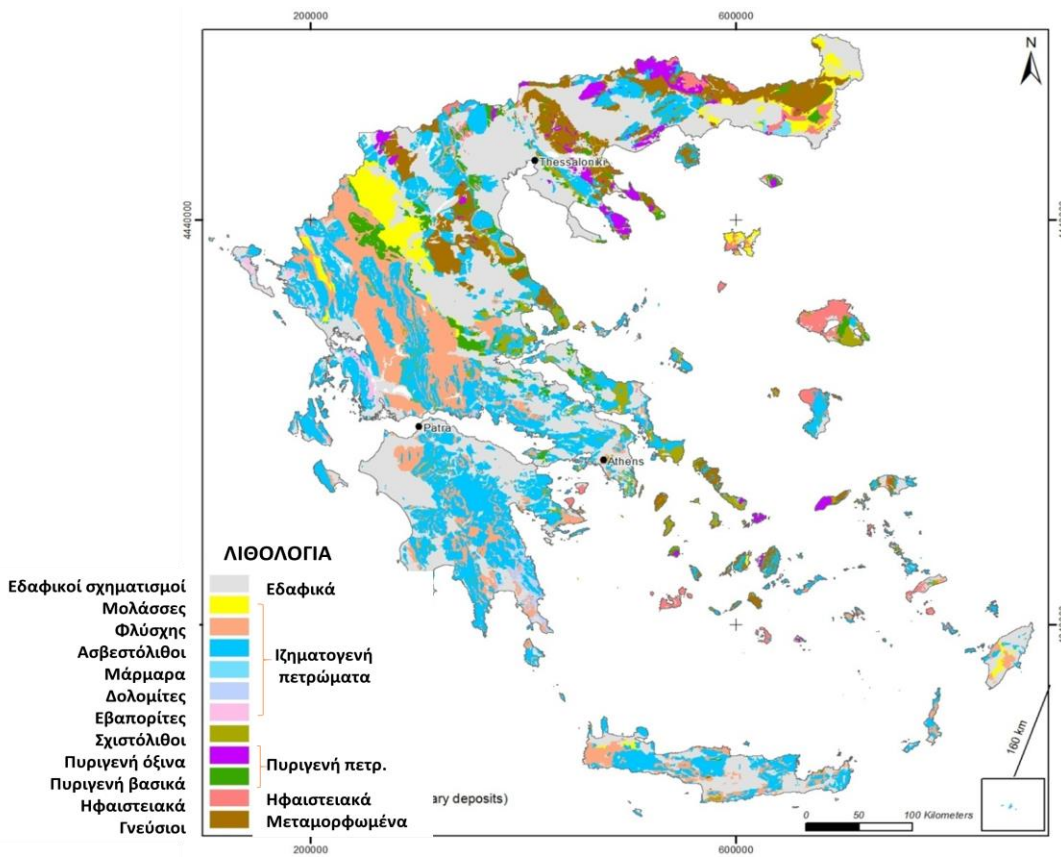 200000
600000
N
Thessaloniki
4440000
Patra
Athens
ΛΙΘΟΛΟΓΙΑ
Εδαφικοί σχηματισμοί
Εδαφικά
Μολάσσες
Φλύσχης
Ασβεστόλιθοι
Ιζηματογενή
πετρώματα
Μάρμαρα
Δολομίτες
Εβαπορίτες
Σχιστόλιθοι
Πυριγενή όξινα
Πυριγενή πετρ.
Πυριγενή βασικά
Ηφαιστειακά
Ηφαιστειακά
Γνεύσιοι
Μεταμορφωμένα
ary deposits)
160 km
0 50 100 Kilometers
200000
600000